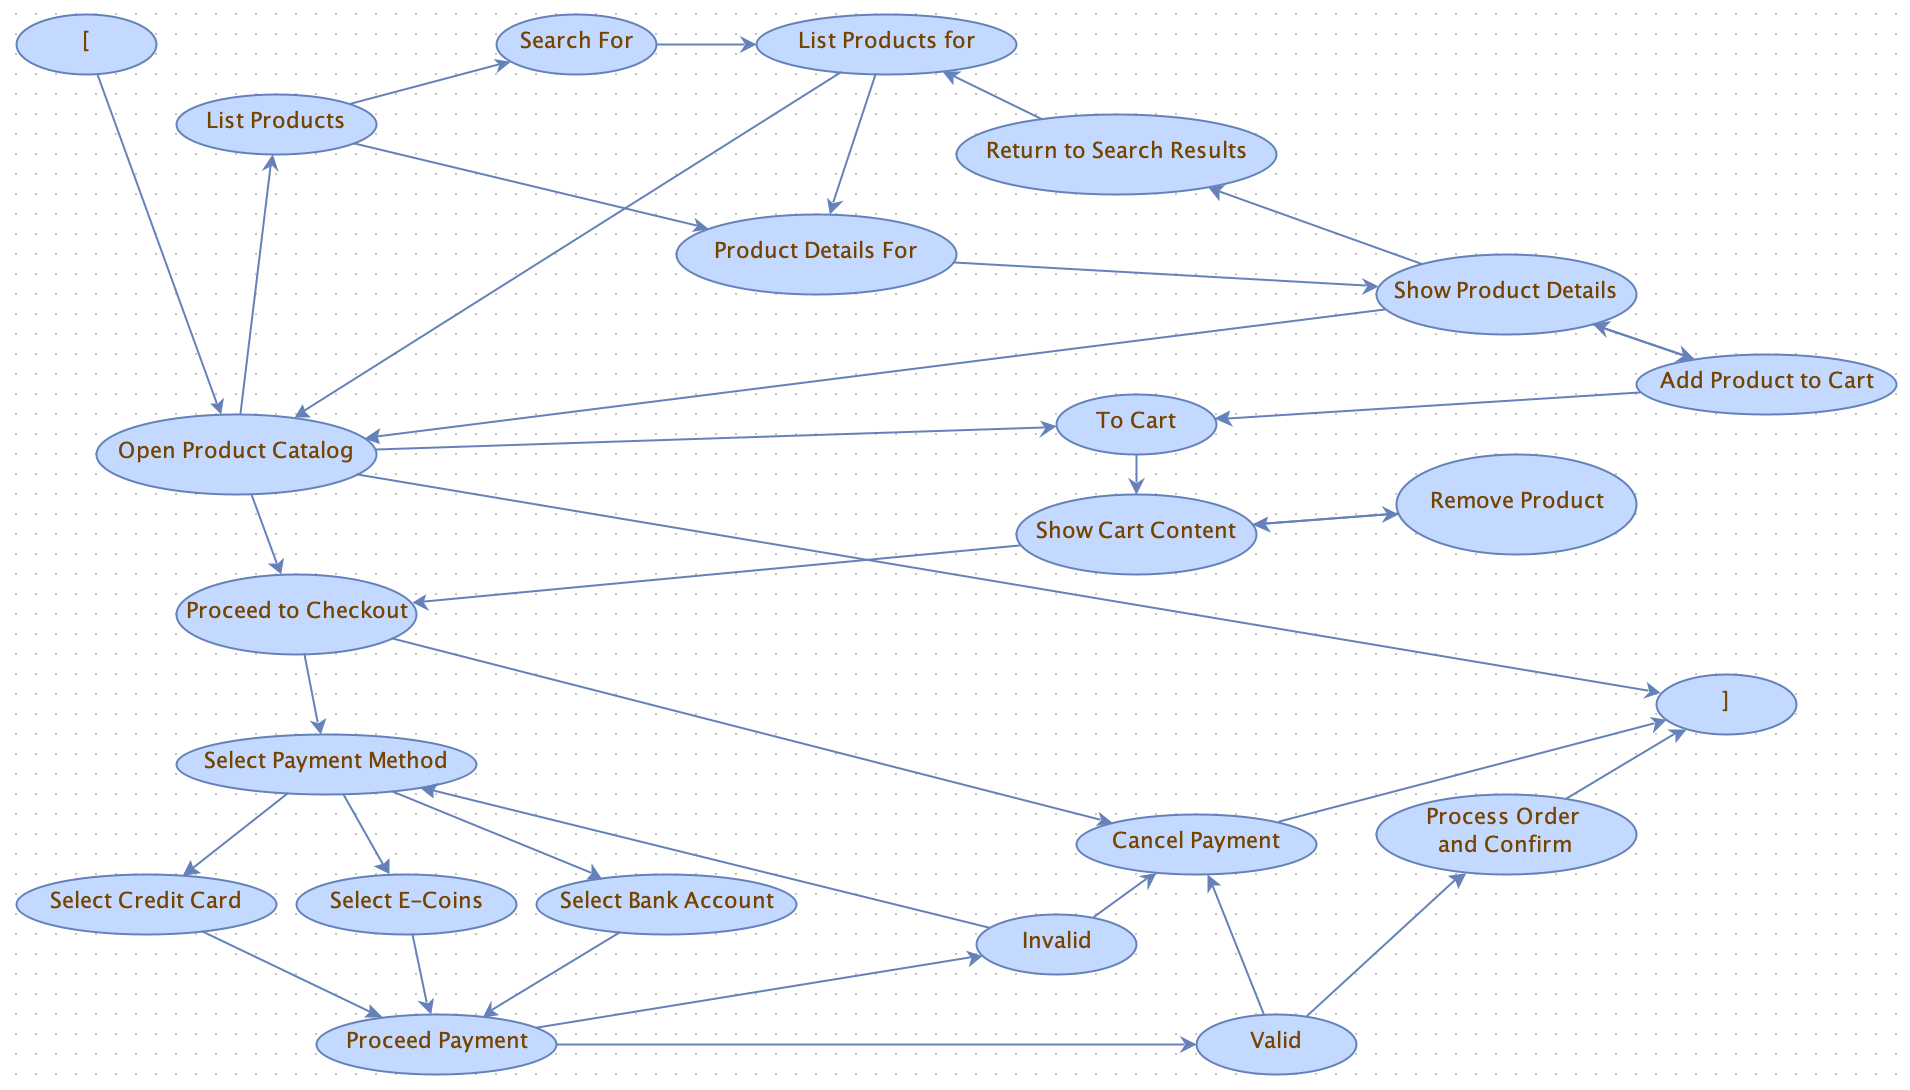 [
Search For
List Products for
List Products
Return to Search Results
Product Details For
Show Product Details
Add Product to Cart
To Cart
Open Product Catalog
Remove Product
Show Cart Content
Proceed to Checkout
]
Select Payment Method
Process Order
and Confirm
Cancel Payment
Select Credit Card
Select E-Coins
Select Bank Account
Invalid
Proceed Payment
Valid